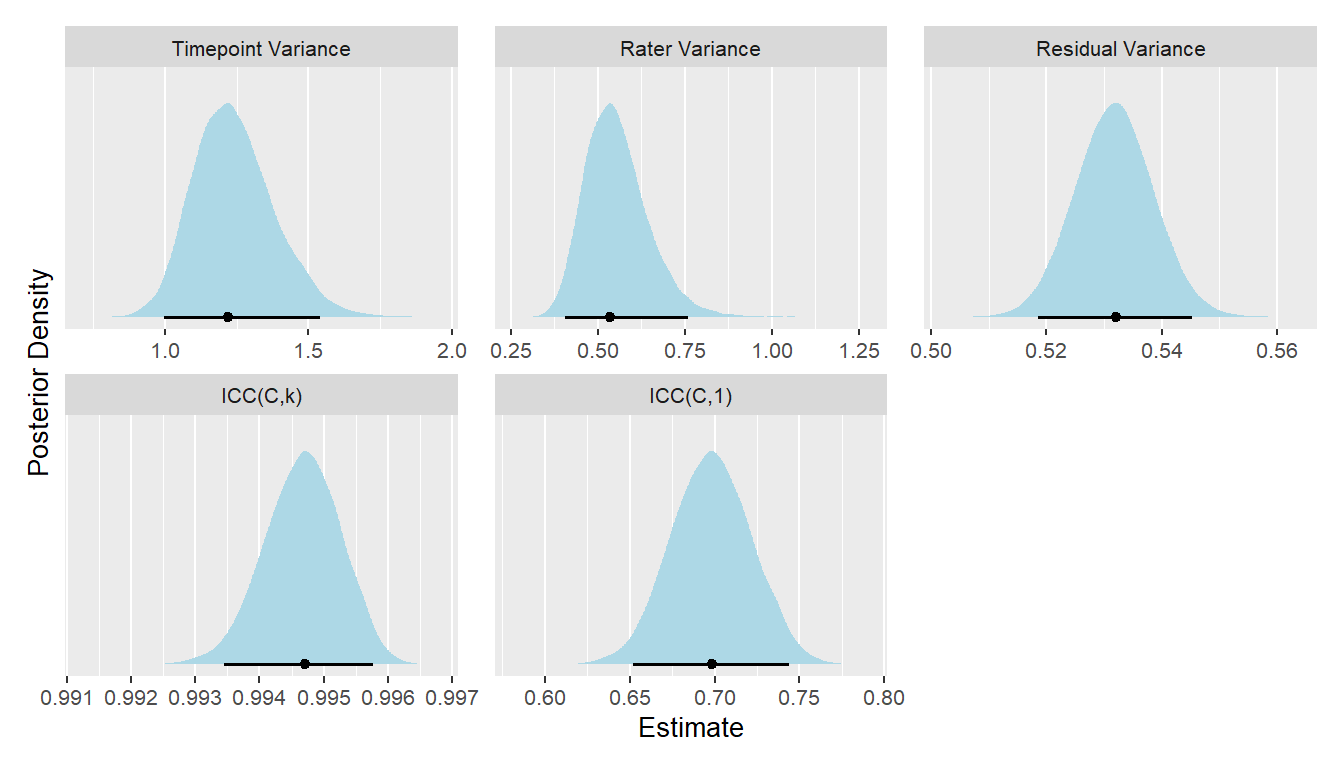 Timepoint Variance
Rater Variance
Residual Variance
1.0 1.5 2.0
0.25 0.50 0.75 1.00 1.25
0.50 0.52 0.54 0.56
Posterior Density
ICC(C,k)
ICC(C,1)
0.991 0.992 0.993 0.994 0.995 0.996 0.997
0.60 0.65 0.70 0.75 0.80
Estimate